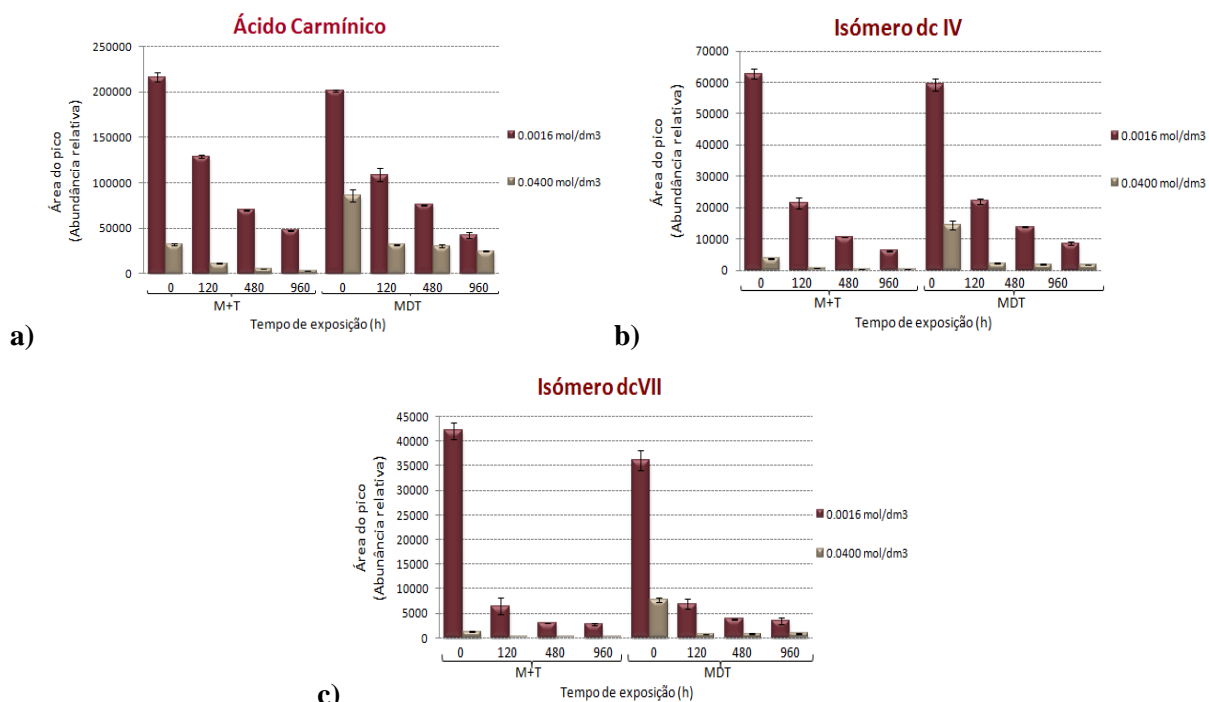 Ácido Carmínico
250000
200000
150000
100000
50000
0
Área do pico
(Abundância relativa)
0 120 480 960 0 120 480 960
M+T MDT
Tempo de exposição (h)
0.0016 mol/dm3
0.0400 mol/dm3
a)
Isómero dc IV
70000
60000
50000
40000
30000
20000
10000
0
Área do pico
(Abundância relativa)
0 120 480 960 0 120 480 960
M+T MDT
Tempo de exposição (h)
0.0016 mol/dm3
0.0400 mol/dm3
b)
Isómero dcVII
45000
40000
35000
30000
25000
20000
15000
10000
5000
0
Área do pico
(Abunância relativa)
0 120 480 960 0 120 480 960
M+T MDT
Tempo de exposição (h)
0.0016 mol/dm3
0.0400 mol/dm3
c)